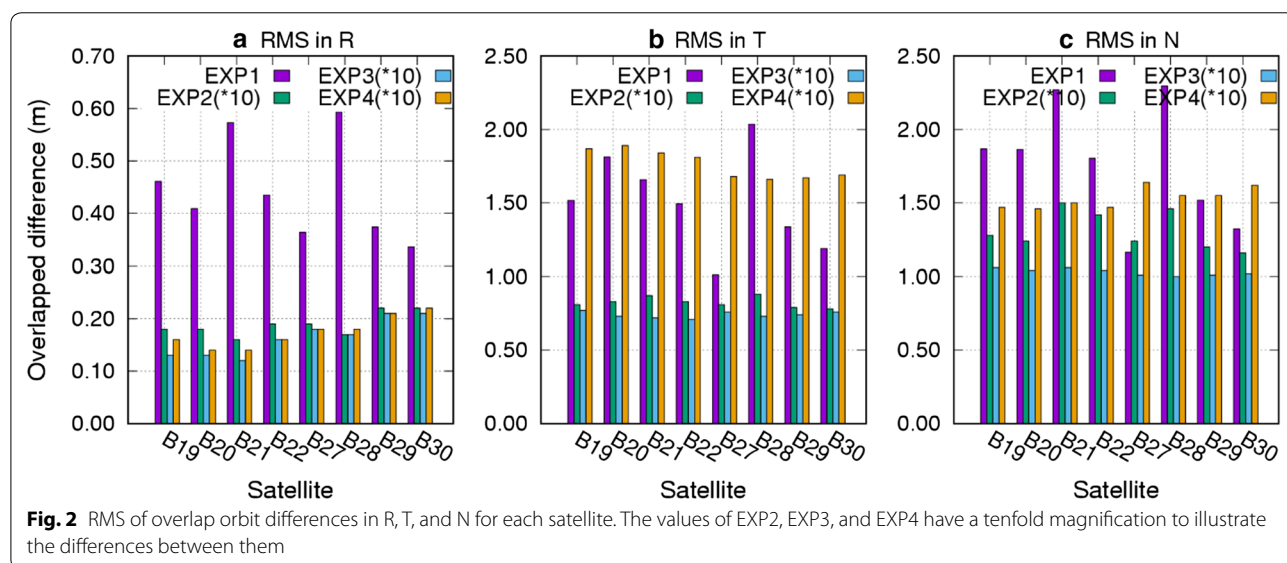 a RMS in R
b RMS in T
c RMS in N
0.70
0.60
0.50
0.40
0.30
0.20
0.10
0.00
Overlapped difference (m)
EXP1
EXP2(*10)
EXP3(*10)
EXP4(*10)
B19
B20
B21
B22
B27
B28
B29
B30
Satellite
2.50
2.00
1.50
1.00
0.50
0.00
EXP1
EXP2(*10)
EXP3(*10)
EXP4(*10)
B19
B20
B21
B22
B27
B28
B29
B30
Satellite
2.50
2.00
1.50
1.00
0.50
0.00
EXP1
EXP2(*10)
EXP3(*10)
EXP4(*10)
B19
B20
B21
B22
B27
B28
B29
B30
Satellite
Fig. 2 RMS of overlap orbit differences in R, T, and N for each satellite. The values of EXP2, EXP3, and EXP4 have a tenfold magnification to illustrate
the differences between them